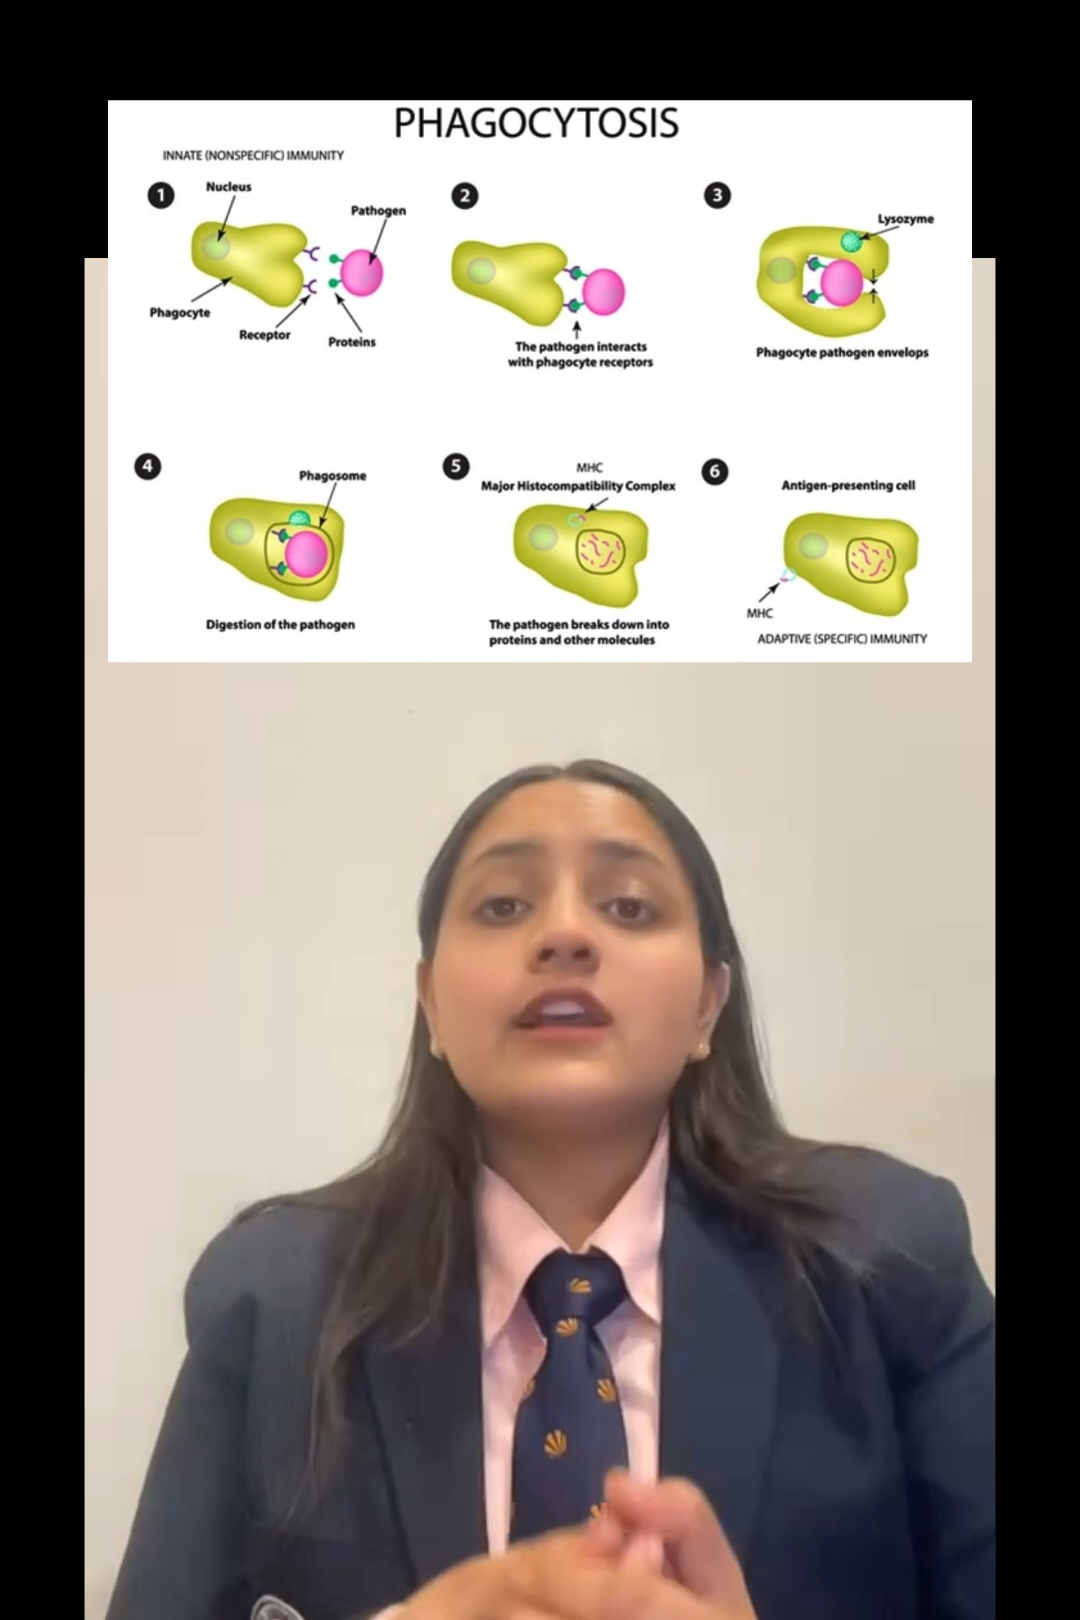 PHAGOCYTOSIS
INNATE (NONSPECIFIC) IMMUNITY
1
Nucleus
Pathogen
Phagocyte
Receptor
Proteins
2
The pathogen interacts
with phagocyte receptors
3
Lysozyme
Phagocyte pathogen envelops
4
Phagosome
Digestion of the pathogen
5
MHC
Major Histocompatibility Complex
The pathogen breaks down into
proteins and other molecules
6
Antigen-presenting cell
MHC
ADAPTIVE (SPECIFIC) IMMUNITY